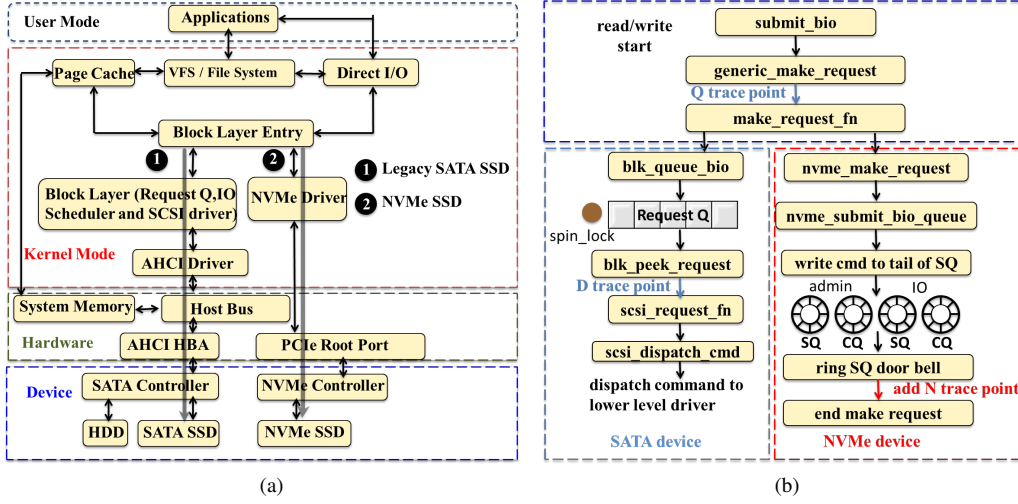 User Mode
Applications
Page Cache
VFS / File System
Direct I/O
Block Layer Entry
1
2
1 Legacy SATA SSD
2 NVMe SSD
Block Layer (Request Q,IO
Scheduler and SCSI driver)
NVMe Driver
Kernel Mode
AHCI Driver
System Memory
Host Bus
Hardware
AHCI HBA
PCIe Root Port
Device
SATA Controller
NVMe Controller
HDD
SATA SSD
NVMe SSD
(a)
read/write
start
submit_bio
generic_make_request
Q trace point
make_request_fn
blk_queue_bio
Request Q
spin_lock
blk_peek_request
D trace point
scsi_request_fn
scsi_dispatch_cmd
dispatch command to
lower level driver
SATA device
nvme_make_request
nvme_submit_bio_queue
write cmd to tail of SQ
admin IO
SQ CQ SQ CQ
ring SQ door bell
add N trace point
end make request
NVMe device
(b)